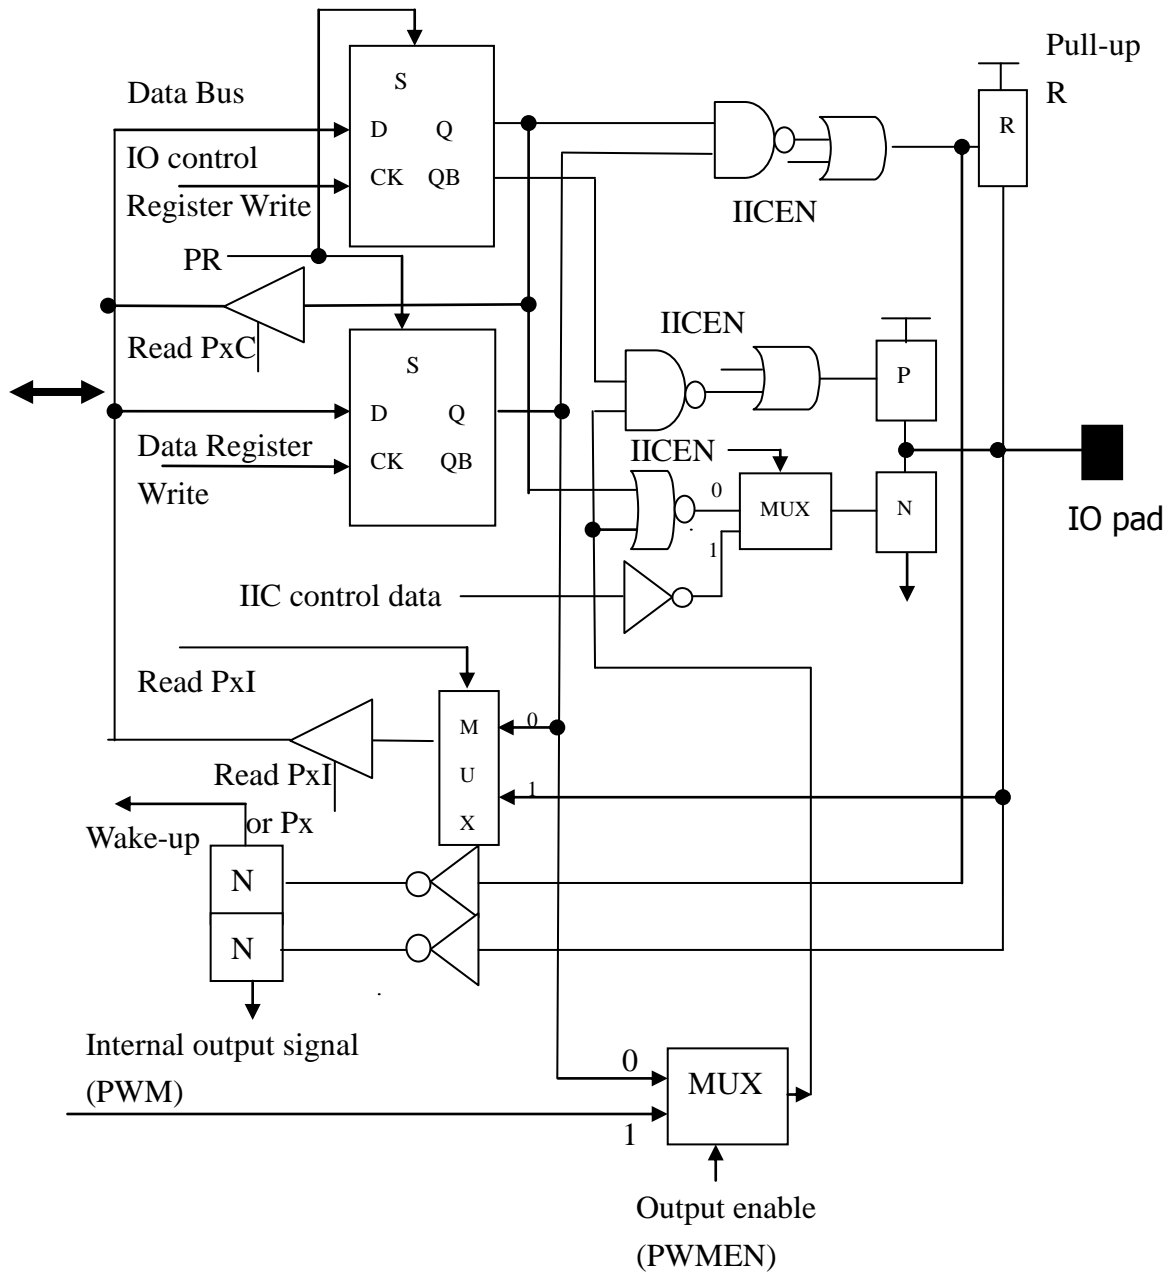 Pull-up
R
Data Bus
S
D
Q
R
IO control
CK
QB
Register Write
IICEN
PR
IICEN
Read PxC
S
P
D
Q
Data Register
IICEN
CK
QB
Write
0
MUX
N
1
IO pad
IIC control data
Read PxI
M
U
X
0
1
Read PxI
or Px
Wake-up
N
N
Internal output signal
(PWM)
0
MUX
1
Output enable
(PWMEN)